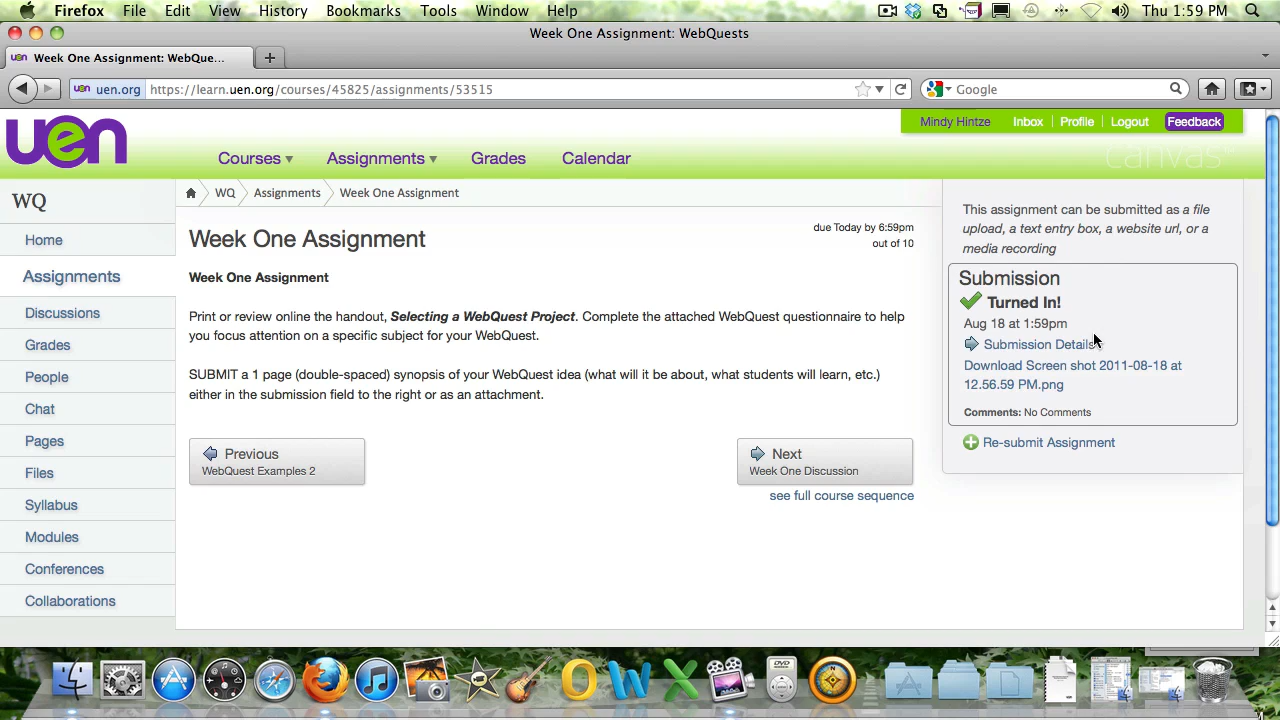 Firefox File Edit View History Bookmarks Tools Window Help Thu 1:59 PM
Week One Assignment: WebQuests
uen Week One Assignment: WebQue...
uen uen.org https://learn.uen.org/courses/45825/assignments/53515 Google
uen
Mindy Hintze Inbox Profile Logout Feedback
canvas
Courses Assignments Grades Calendar
WQ
Home
Assignments
Discussions
Grades
People
Chat
Pages
Files
Syllabus
Modules
Conferences
Collaborations
WQ Assignments Week One Assignment
Week One Assignment
due Today by 6:59pm
out of 10
Week One Assignment
Print or review online the handout, Selecting a WebQuest Project. Complete the attached WebQuest questionnaire to help
you focus attention on a specific subject for your WebQuest.
SUBMIT a 1 page (double-spaced) synopsis of your WebQuest idea (what will it be about, what students will learn, etc.)
either in the submission field to the right or as an attachment.
Previous
WebQuest Examples 2
Next
Week One Discussion
see full course sequence
This assignment can be submitted as a file
upload, a text entry box, a website url, or a
media recording
Submission
Turned In!
Aug 18 at 1:59pm
Submission Details
Download Screen shot 2011-08-18 at
12.56.59 PM.png
Comments: No Comments
Re-submit Assignment